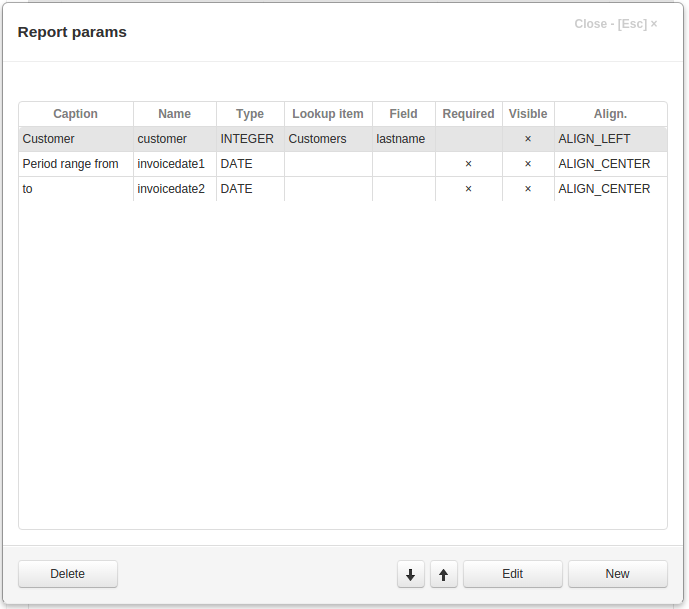 Report params
Close - [Esc] ×
Caption Name Type Lookup item Field Required Visible Align.
Customer customer INTEGER Customers lastname × ALIGN_LEFT
Period range from invoicedate1 DATE × × ALIGN_CENTER
to invoicedate2 DATE × × ALIGN_CENTER
Delete Edit New